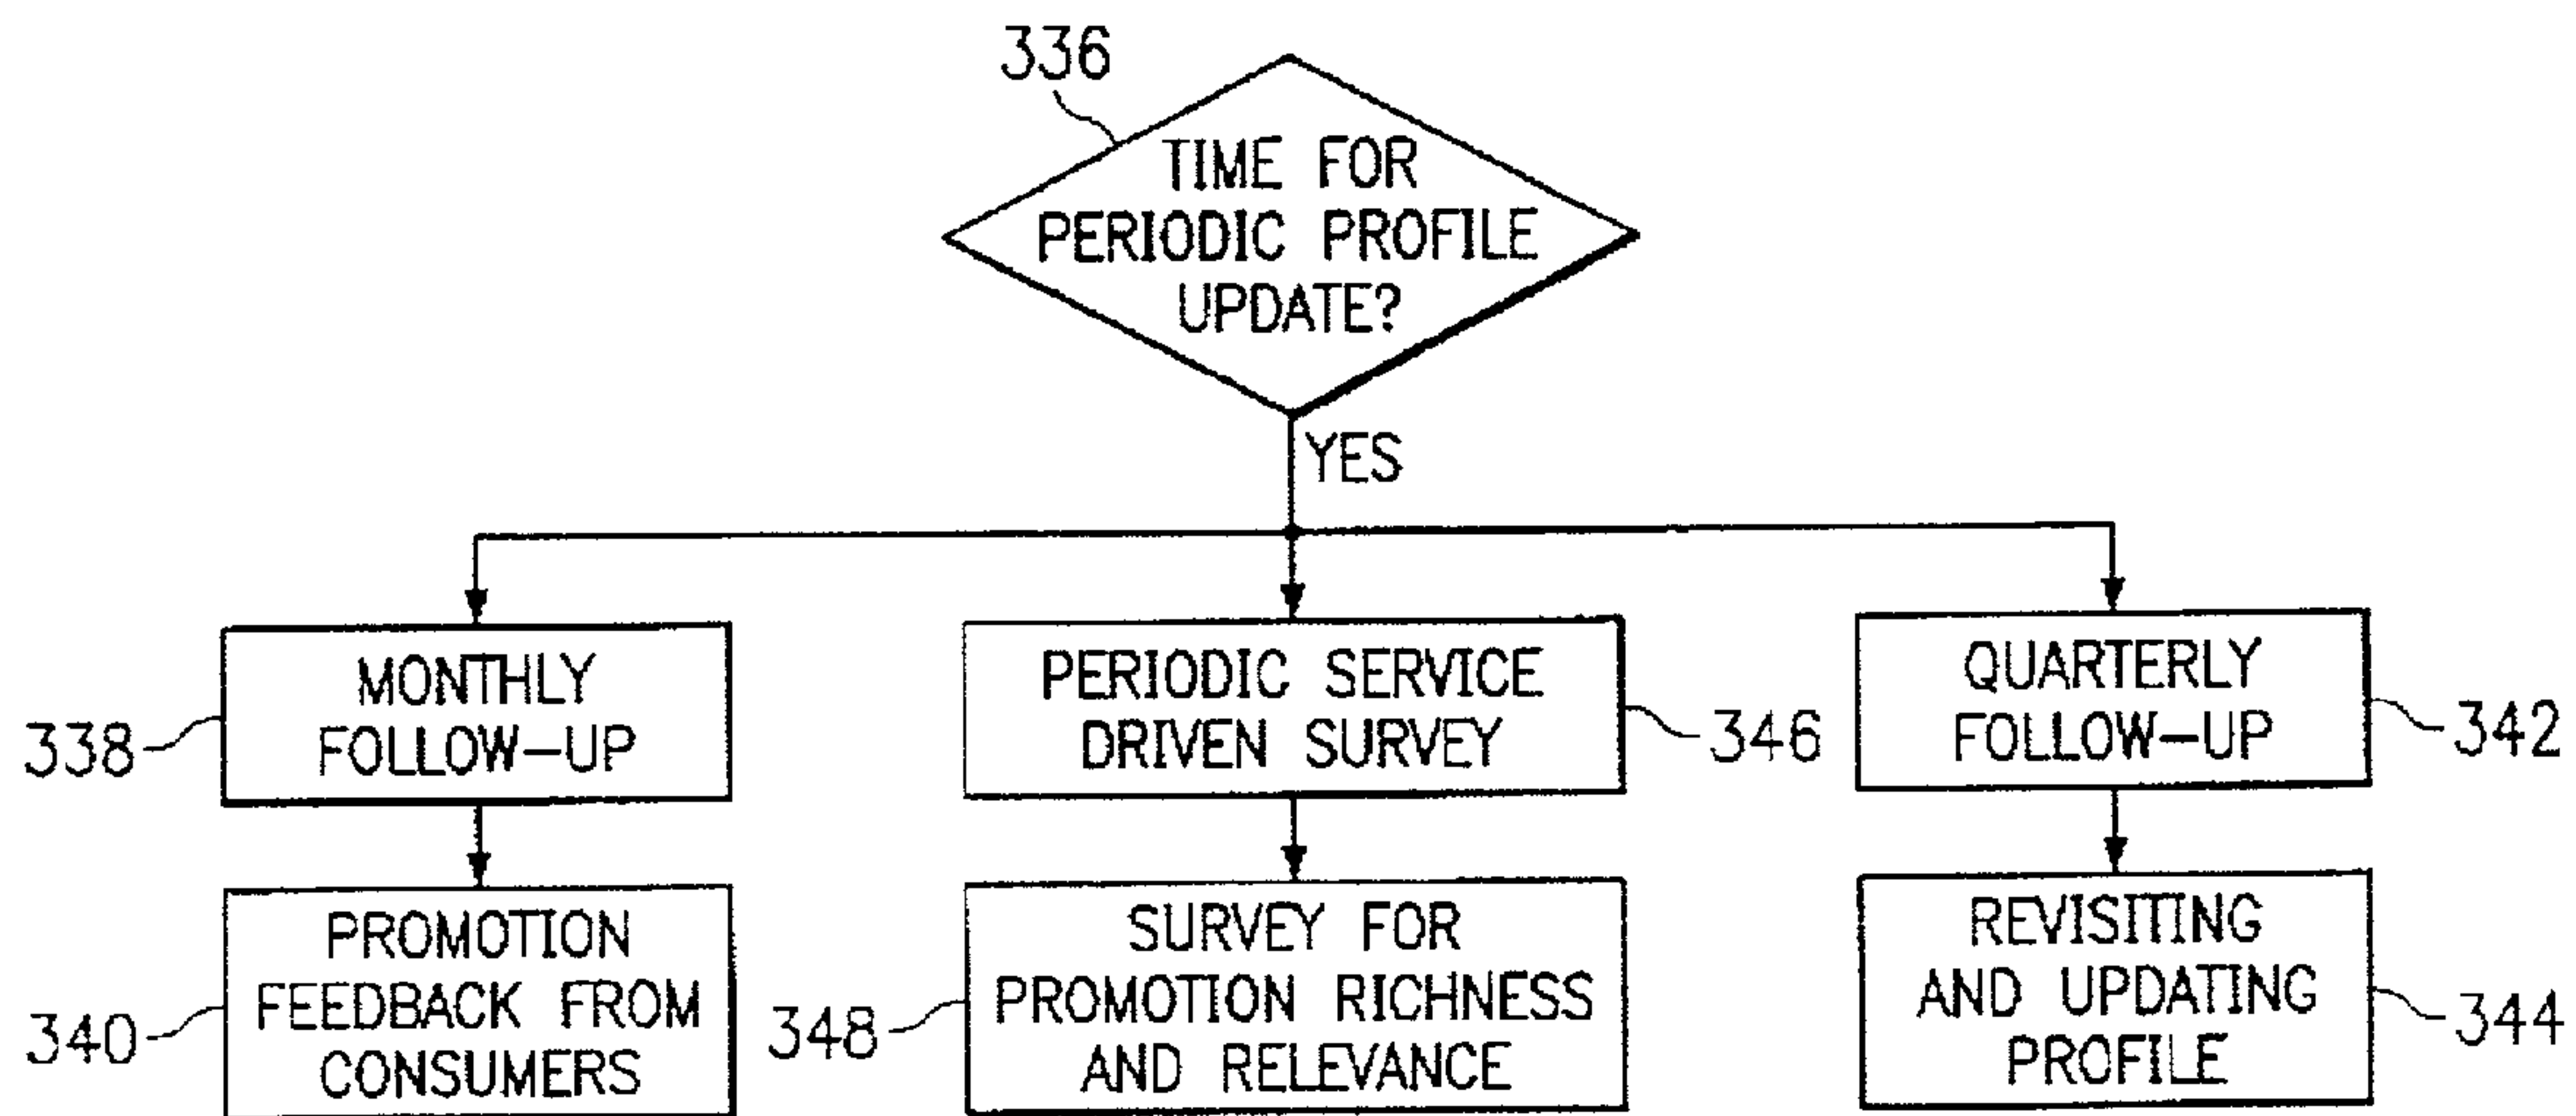 336
TIME FOR
PERIODIC PROFILE
UPDATE?
YES
MONTHLY
FOLLOW-UP
338
PERIODIC SERVICE
DRIVEN SURVEY
346
QUARTERLY
FOLLOW-UP
342
PROMOTION
FEEDBACK FROM
CONSUMERS
340
SURVEY FOR
PROMOTION RICHNESS
AND RELEVANCE
348
REVISITING
AND UPDATING
PROFILE
344